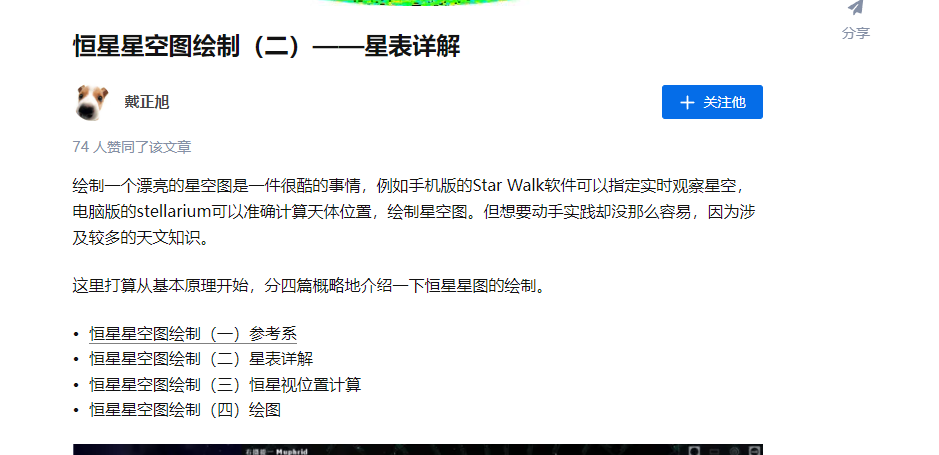 分享
恒星星空图绘制（二）——星表详解
戴正旭
＋ 关注他
74 人赞同了该文章
绘制一个漂亮的星空图是一件很酷的事情，例如手机版的Star Walk软件可以指定实时观察星空，
电脑版的stellarium可以准确计算天体位置，绘制星空图。但想要动手实践却没那么容易，因为涉
及较多的天文知识。
这里打算从基本原理开始，分四篇概略地介绍一下恒星星图的绘制。
• 恒星星空图绘制（一）参考系
• 恒星星空图绘制（二）星表详解
• 恒星星空图绘制（三）恒星视位置计算
• 恒星星空图绘制（四）绘图
Muphrid